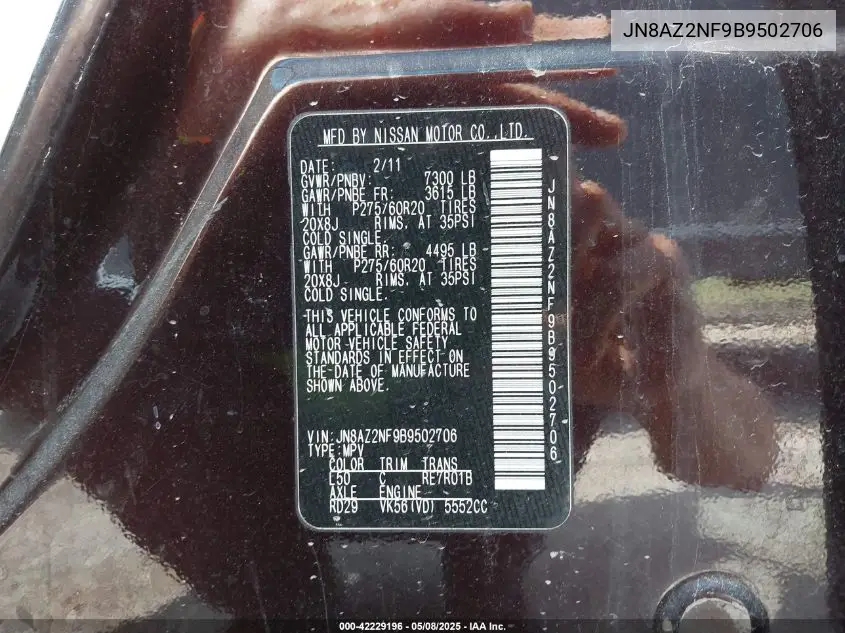 JN8AZ2NF9B9502706
MFD BY NISSAN MOTOR CO.,LTD.
DATE: 2/11
GVWR/PNBV: 7300 LB
GAWR/PNBE FR: 3615 LB
WITH P275/60R20 TIRES
20X8J RIMS. AT 35PSI
COLD SINGLE.
GAWR/PNBE RR: 4495 LB
WITH P275/60R20 TIRES
20X8J RIMS. AT 35PSI
COLD SINGLE.
THIS VEHICLE CONFORMS TO
ALL APPLICABLE FEDERAL
MOTOR VEHICLE SAFETY
STANDARDS IN EFFECT ON
THE DATE OF MANUFACTURE
SHOWN ABOVE.
VIN:JN8AZ2NF9B9502706
TYPE:MPV
COLOR TRIM TRANS
L50 C RE7R01B
AXLE ENGINE
RD29 VK56(VD) 5552CC
JN8AZ2NF9B9502706
000-42229196 - 05/08/2025 - IAA Inc.